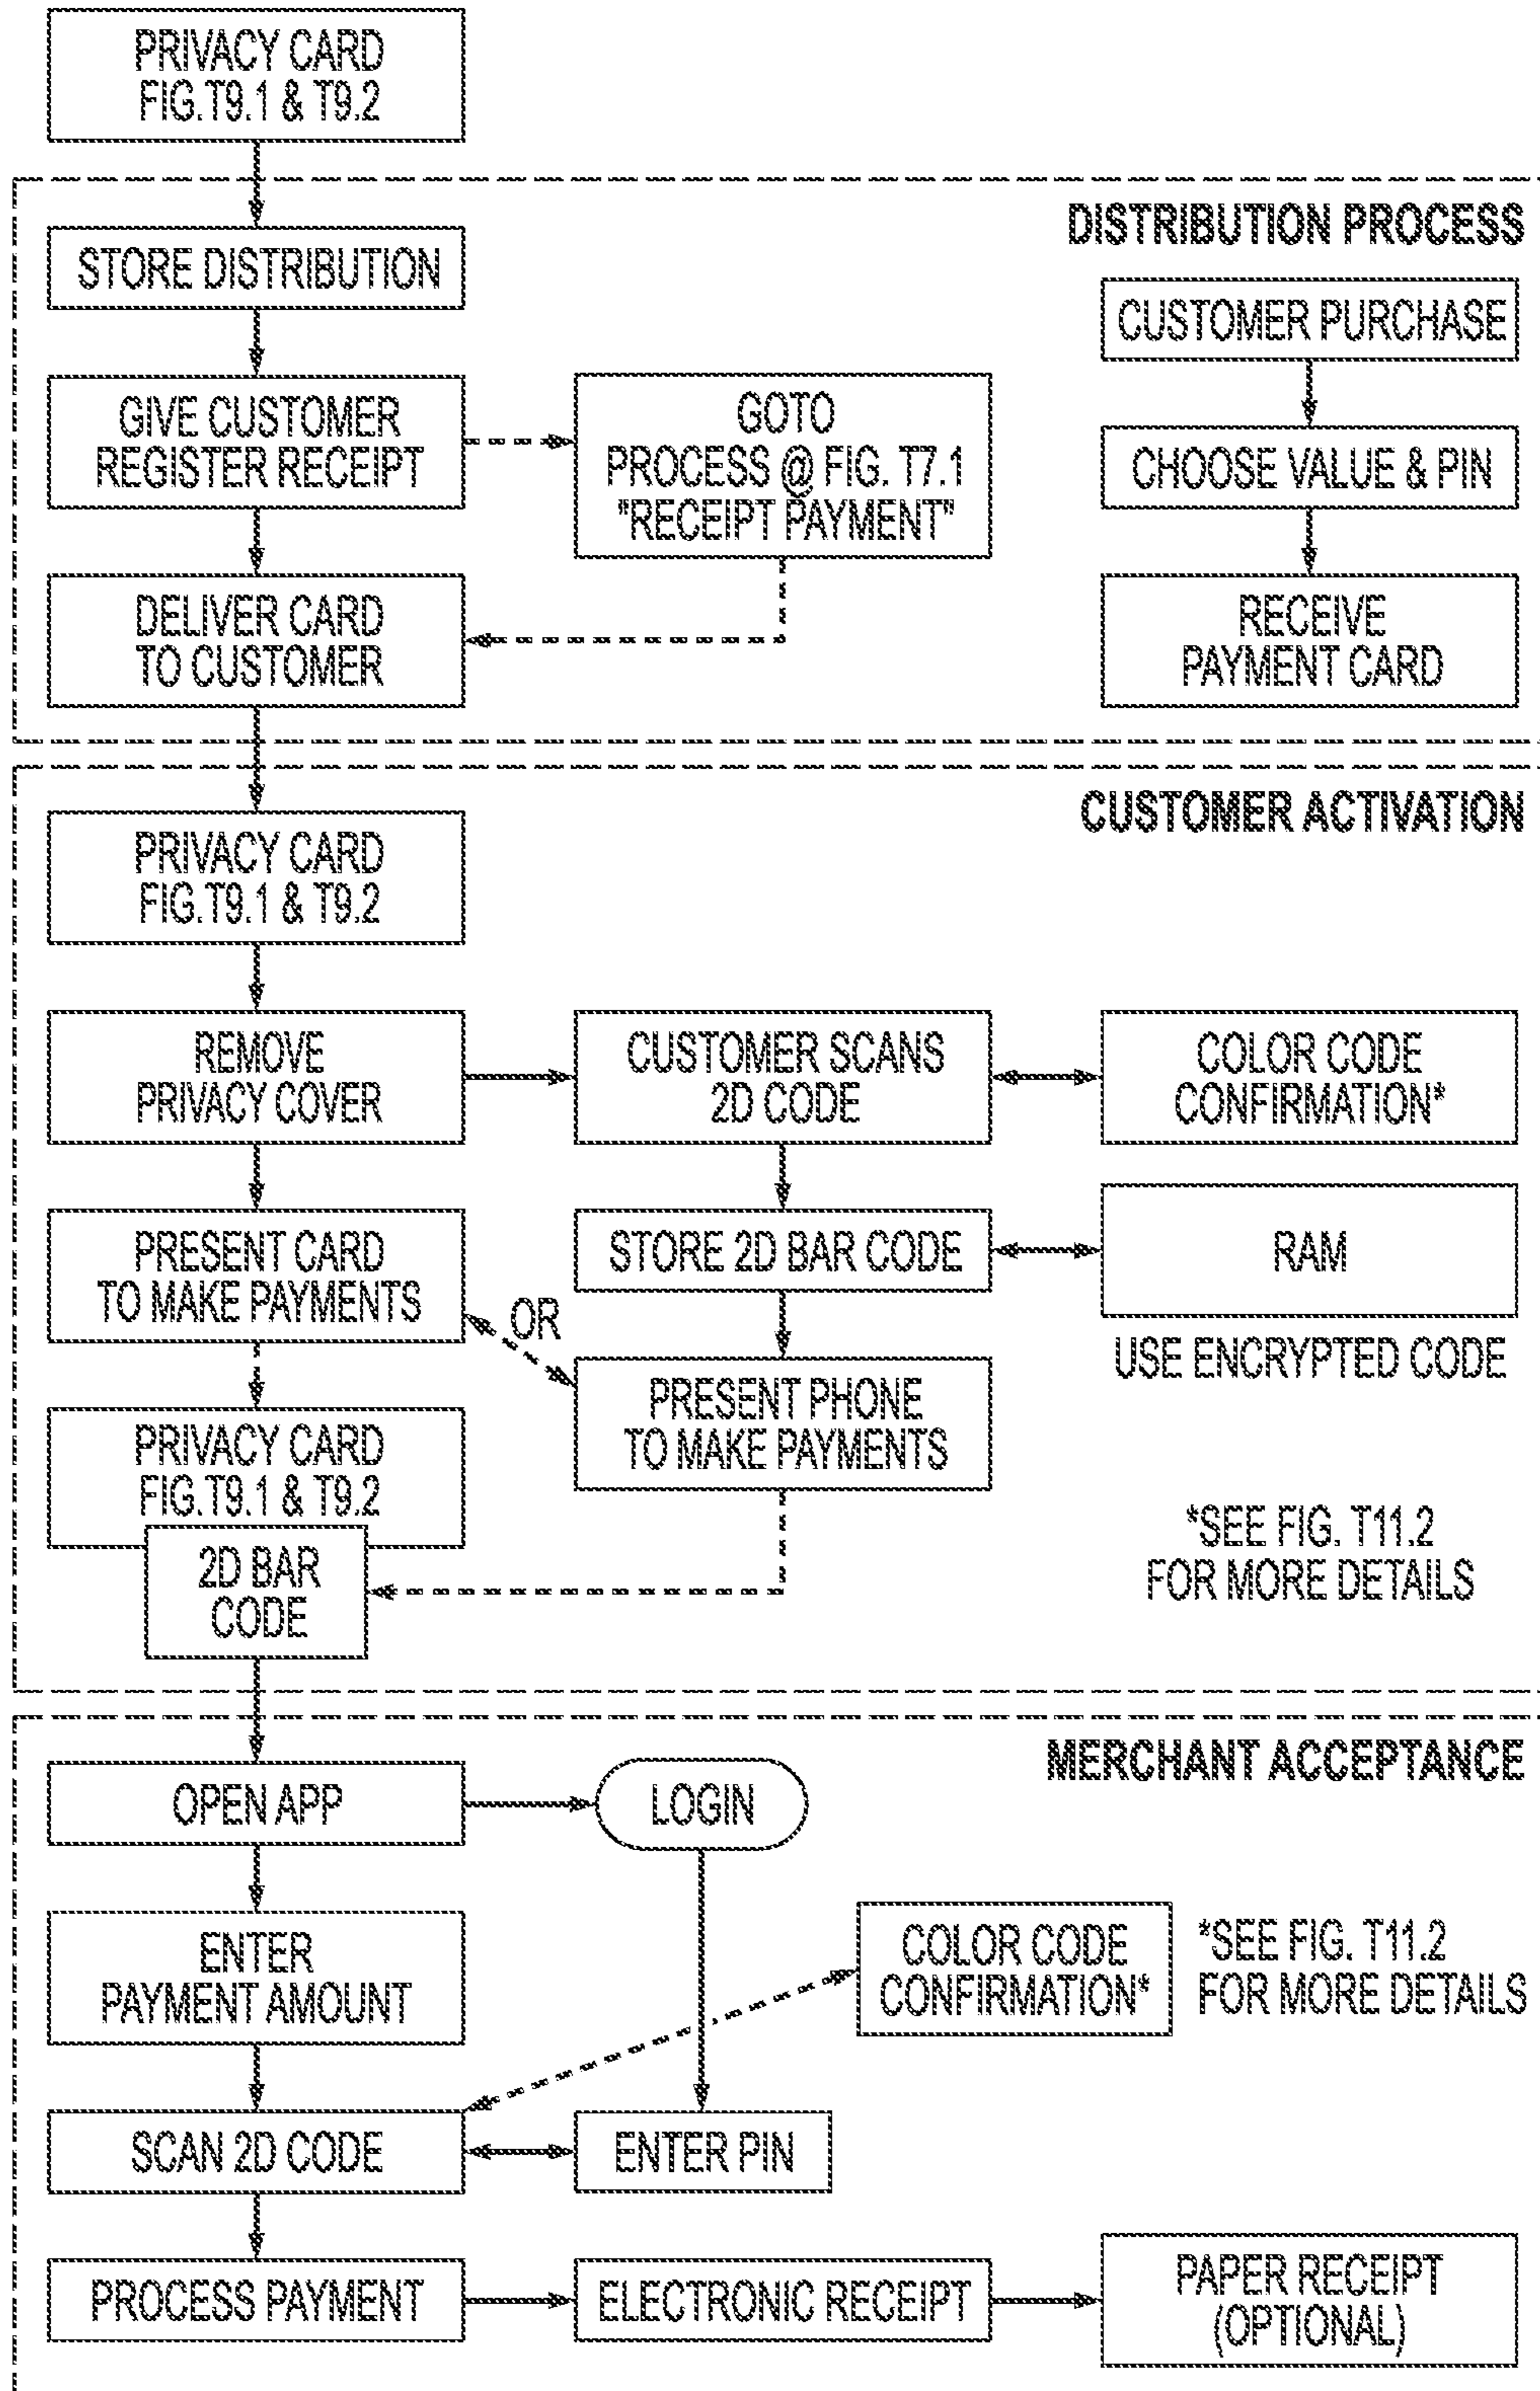 PRIVACY CARD
FIG.T9.1 & T9.2
DISTRIBUTION PROCESS
STORE DISTRIBUTION
CUSTOMER PURCHASE
GIVE CUSTOMER
REGISTER RECEIPT
GOTO
PROCESS @ FIG. T7.1
"RECEIPT PAYMENT"
CHOOSE VALUE & PIN
DELIVER CARD
TO CUSTOMER
RECEIVE
PAYMENT CARD
CUSTOMER ACTIVATION
PRIVACY CARD
FIG.T9.1 & T9.2
REMOVE
PRIVACY COVER
CUSTOMER SCANS
2D CODE
COLOR CODE
CONFIRMATION*
PRESENT CARD
TO MAKE PAYMENTS
STORE 2D BAR CODE
RAM
OR
USE ENCRYPTED CODE
PRESENT PHONE
TO MAKE PAYMENTS
PRIVACY CARD
FIG.T9.1 & T9.2
2D BAR
CODE
*SEE FIG. T11.2
FOR MORE DETAILS
MERCHANT ACCEPTANCE
OPEN APP
LOGIN
ENTER
PAYMENT AMOUNT
COLOR CODE
CONFIRMATION*
*SEE FIG. T11.2
FOR MORE DETAILS
SCAN 2D CODE
ENTER PIN
PROCESS PAYMENT
ELECTRONIC RECEIPT
PAPER RECEIPT
(OPTIONAL)